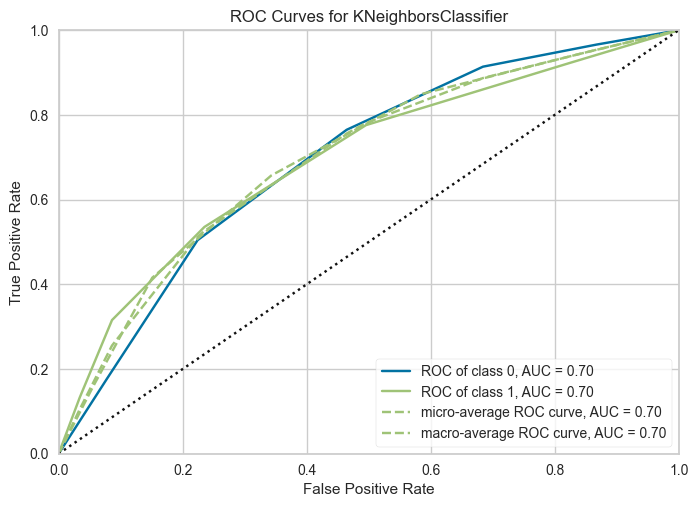 ROC Curves for KNeighborsClassifier
True Positive Rate
1.0
0.8
0.6
0.4
0.2
0.0
ROC of class 0, AUC = 0.70
ROC of class 1, AUC = 0.70
micro-average ROC curve, AUC = 0.70
macro-average ROC curve, AUC = 0.70
0.0 0.2 0.4 0.6 0.8 1.0
False Positive Rate